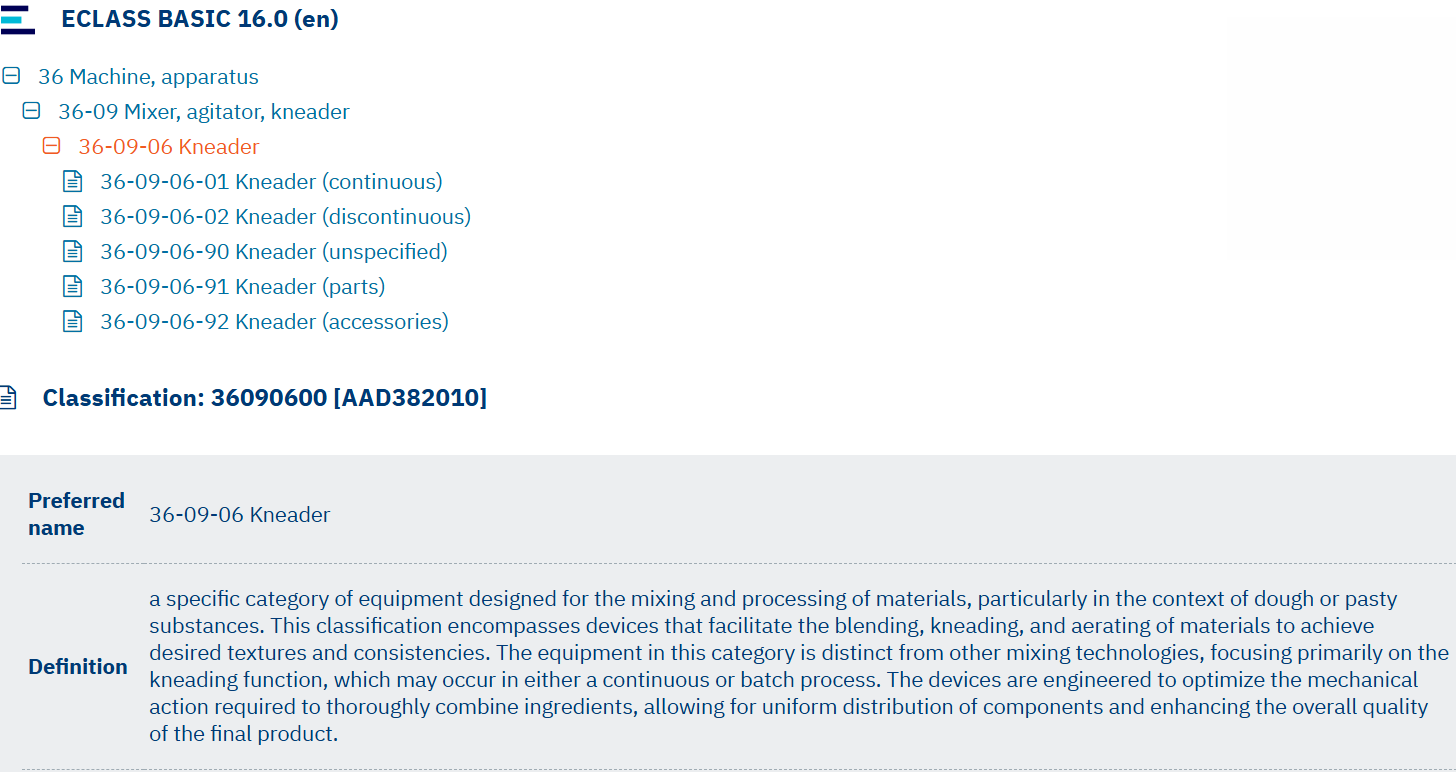 ECLASS BASIC 16.0 (en)
36 Machine, apparatus
36-09 Mixer, agitator, kneader
36-09-06 Kneader
36-09-06-01 Kneader (continuous)
36-09-06-02 Kneader (discontinuous)
36-09-06-90 Kneader (unspecified)
36-09-06-91 Kneader (parts)
36-09-06-92 Kneader (accessories)
Classification: 36090600 [AAD382010]
Preferred
name
36-09-06 Kneader
Definition
a specific category of equipment designed for the mixing and processing of materials, particularly in the context of dough or pasty
substances. This classification encompasses devices that facilitate the blending, kneading, and aerating of materials to achieve
desired textures and consistencies. The equipment in this category is distinct from other mixing technologies, focusing primarily on the
kneading function, which may occur in either a continuous or batch process. The devices are engineered to optimize the mechanical
action required to thoroughly combine ingredients, allowing for uniform distribution of components and enhancing the overall quality
of the final product.